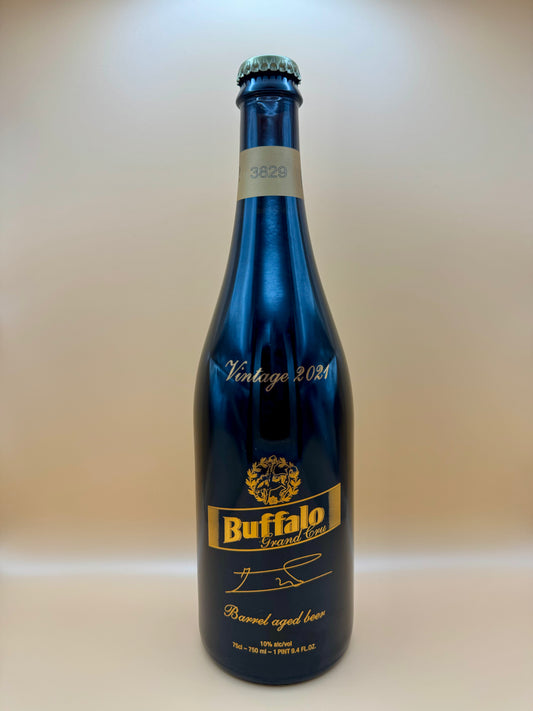 3829
Vintage 2021
Buffalo
Grand Cru
Barrel aged beer
10% alc/vol
75cl – 750 ml – 1 PINT 9.4 FL.OZ.